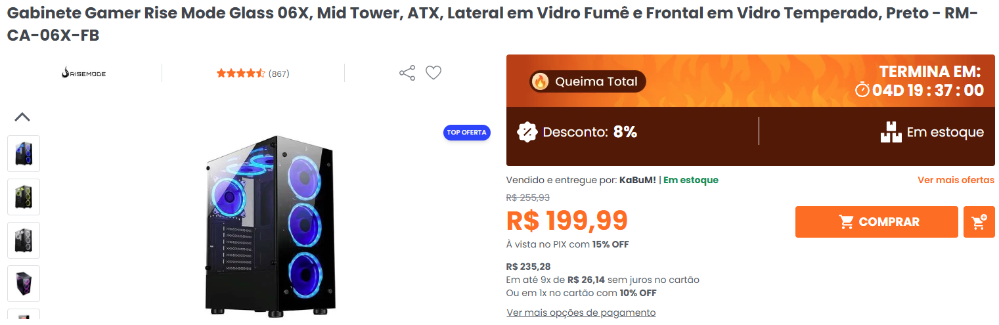 Gabinete Gamer Rise Mode Glass 06X, Mid Tower, ATX, Lateral em Vidro Fumê e Frontal em Vidro Temperado, Preto - RM-
CA-06X-FB
RISEMODE
(867)
Queima Total
TERMINA EM:
04D 19 : 37 : 00
Desconto: 8%
Em estoque
TOP OFERTA
Vendido e entregue por: KaBuM! | Em estoque
Ver mais ofertas
R$ 255,93
R$ 199,99
COMPRAR
À vista no PIX com 15% OFF
R$ 235,28
Em até 9x de R$ 26,14 sem juros no cartão
Ou em 1x no cartão com 10% OFF
Ver mais opções de pagamento